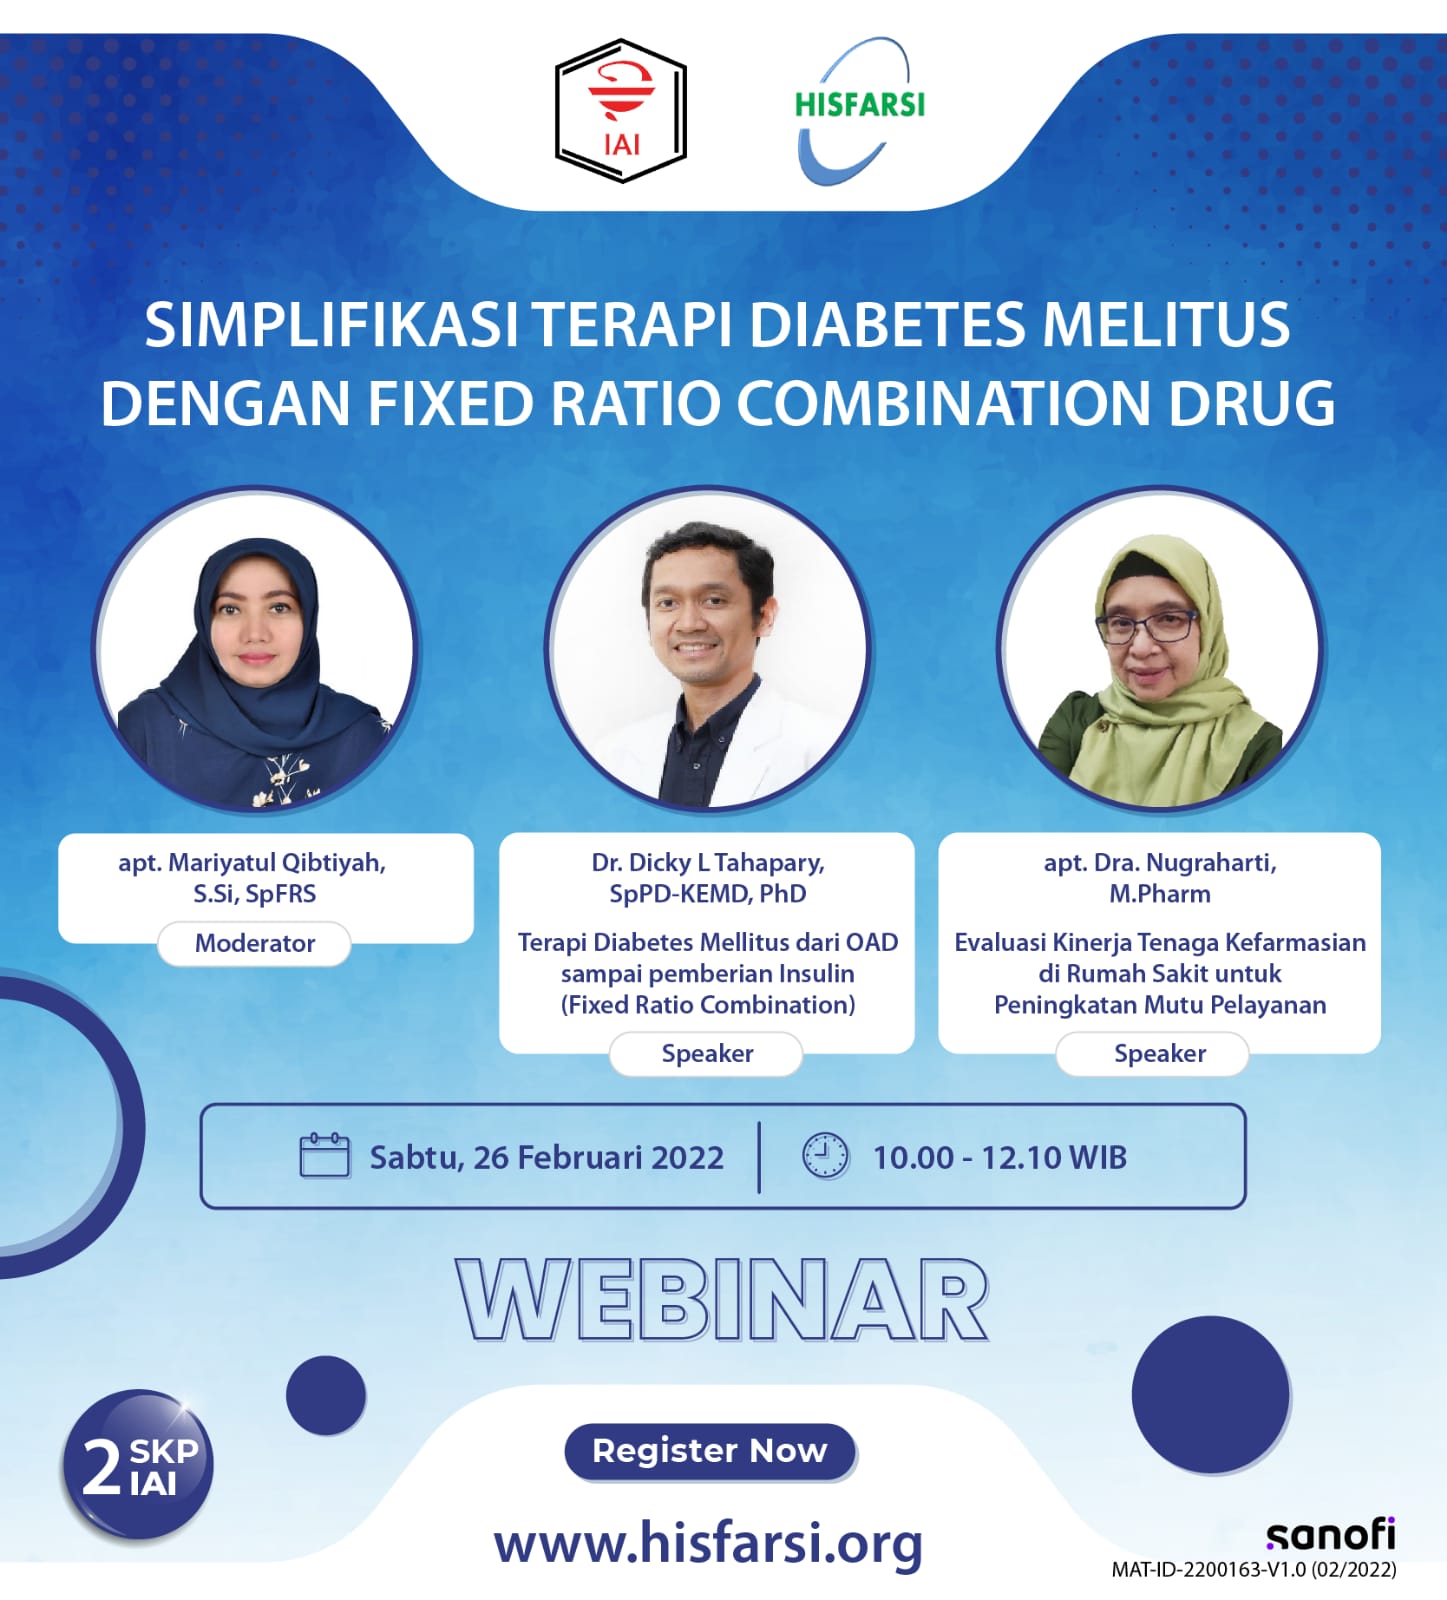 IAI
HISFARSI
SIMPLIFIKASI TERAPI DIABETES MELITUS
DENGAN FIXED RATIO COMBINATION DRUG
apt. Mariyatul Qibtiyah,
S.Si, SpFRS
Moderator
Dr. Dicky L Tahapary,
SpPD-KEMD, PhD
Terapi Diabetes Mellitus dari OAD
sampai pemberian Insulin
(Fixed Ratio Combination)
Speaker
apt. Dra. Nugraharti,
M.Pharm
Evaluasi Kinerja Tenaga Kefarmasian
di Rumah Sakit untuk
Peningkatan Mutu Pelayanan
Speaker
Sabtu, 26 Februari 2022
10.00 - 12.10 WIB
WEBINAR
2 SKP
IAI
Register Now
www.hisfarsi.org
sanofi
MAT-ID-2200163-V1.0 (02/2022)